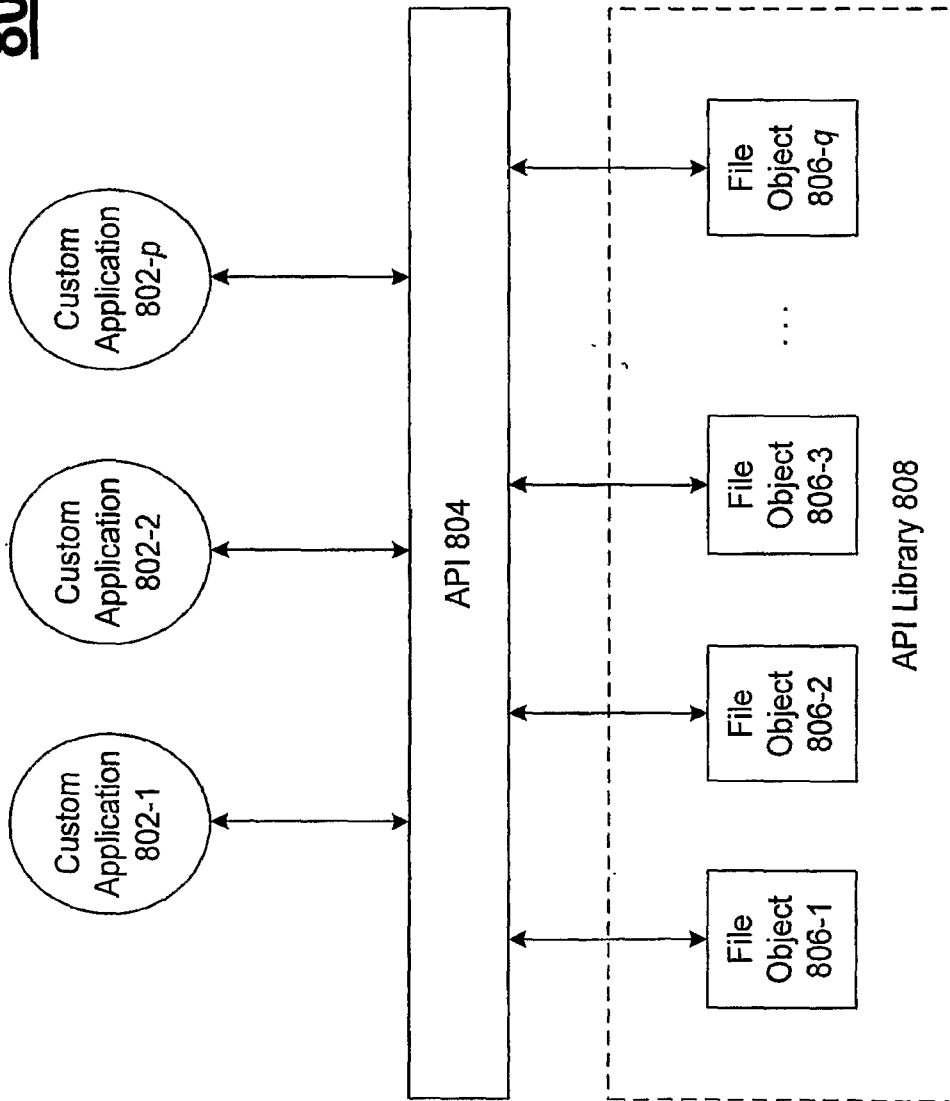 Custom
Application
802-1
Custom
Application
802-2
Custom
Application
802-p
API 804
File
Object
806-1
File
Object
806-2
File
Object
806-3
...
File
Object
806-q
API Library 808